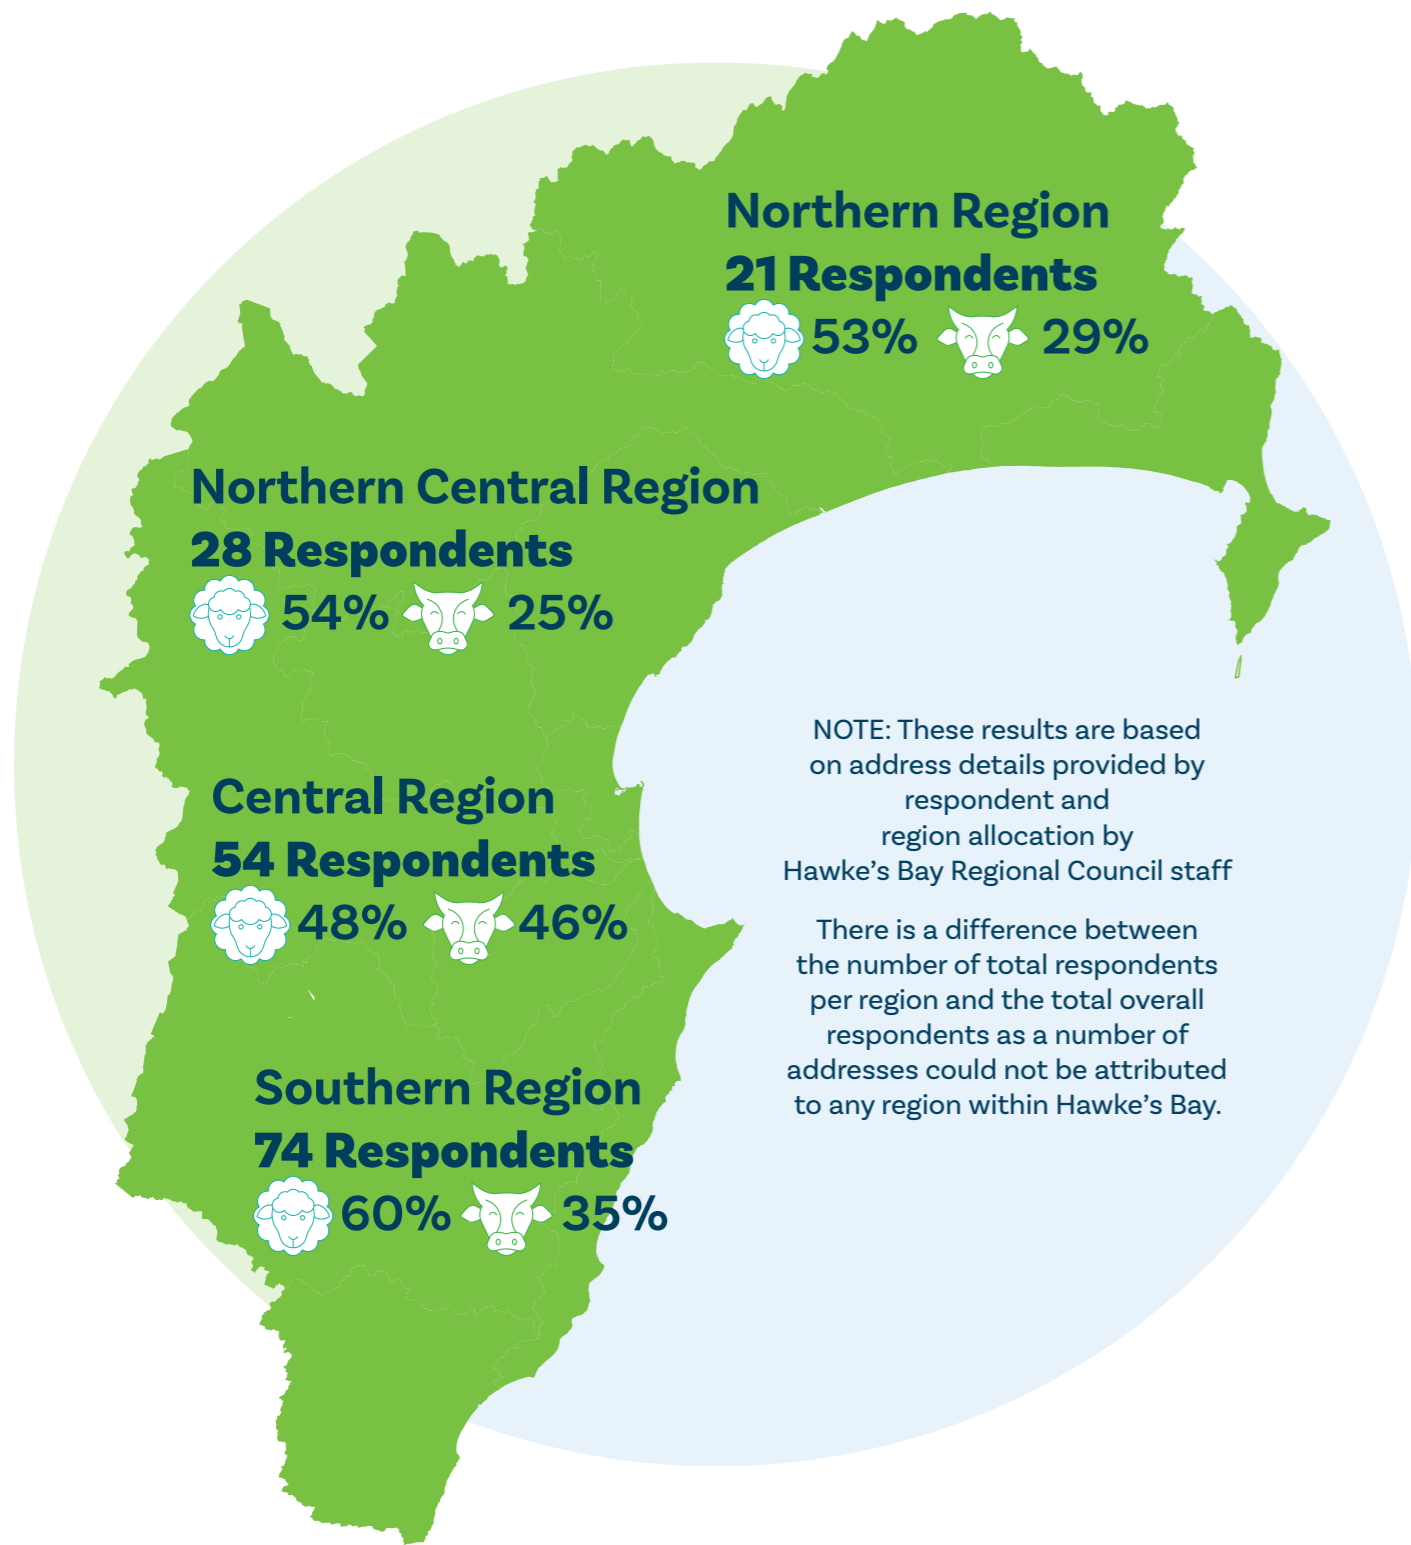 Northern Region
21 Respondents
53% 29%
Northern Central Region
28 Respondents
54% 25%
Central Region
54 Respondents
48% 46%
Southern Region
74 Respondents
60% 35%
NOTE: These results are based
on address details provided by
respondent and
region allocation by
Hawke's Bay Regional Council staff
There is a difference between
the number of total respondents
per region and the total overall
respondents as a number of
addresses could not be attributed
to any region within Hawke's Bay.